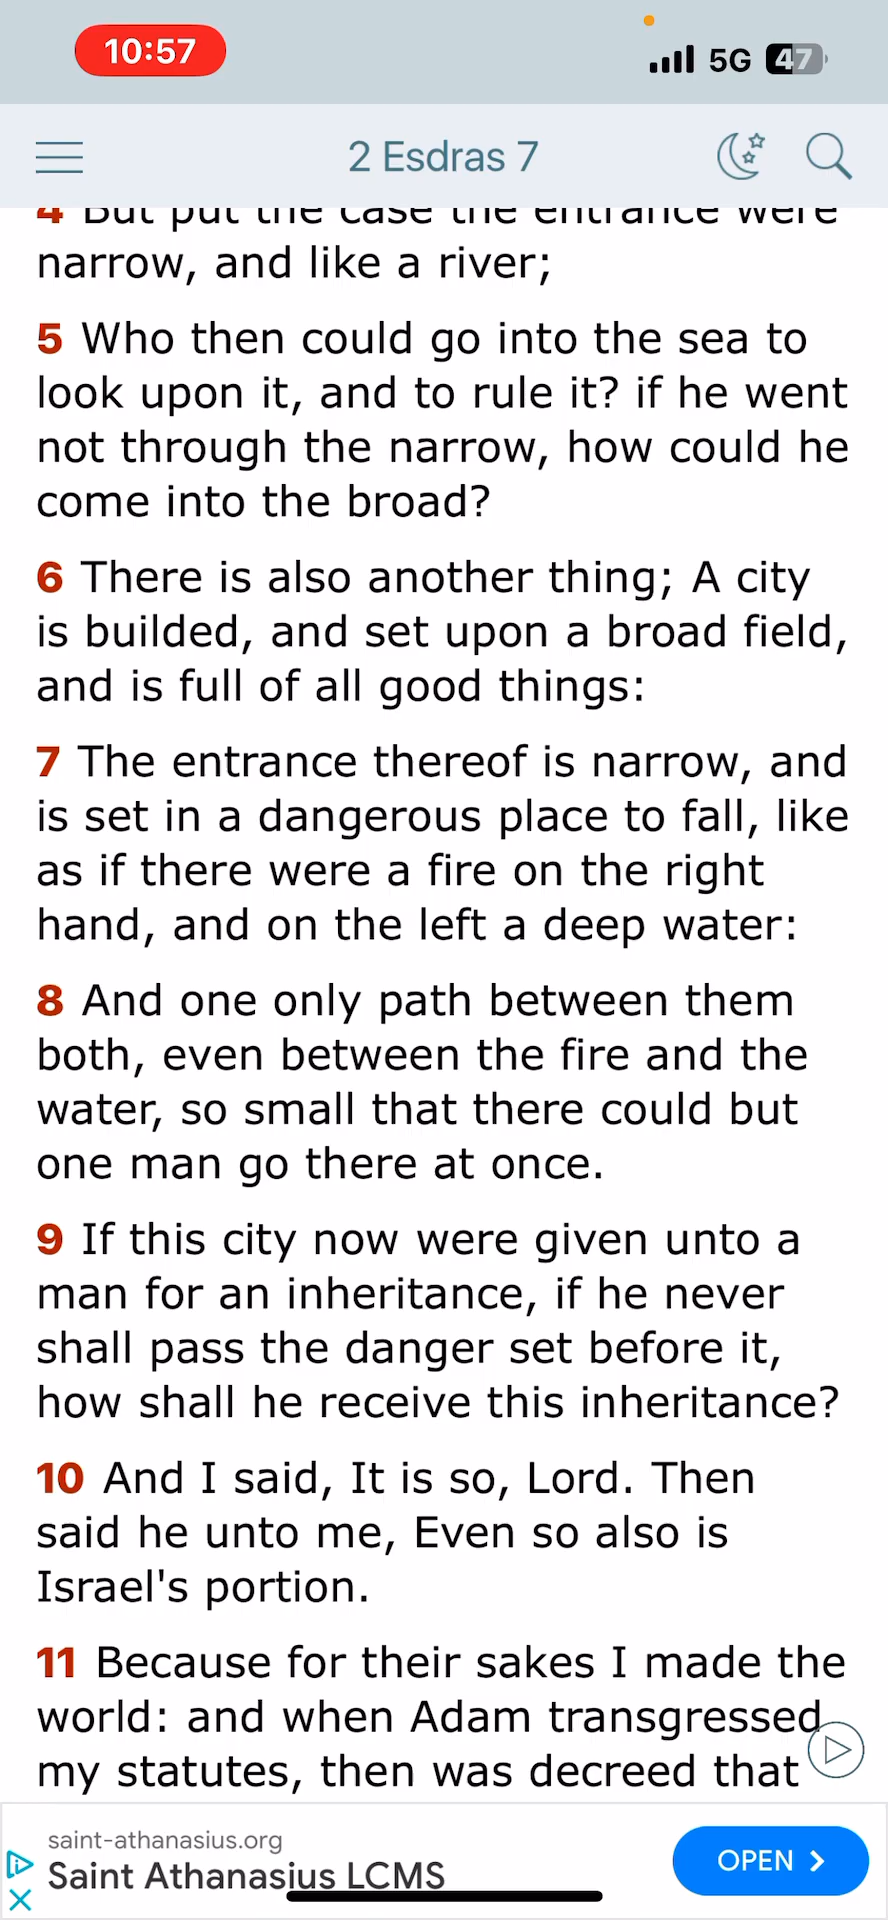 10:57
5G 47
2 Esdras 7
4 But put the case the entrance were
narrow, and like a river;
5 Who then could go into the sea to
look upon it, and to rule it? if he went
not through the narrow, how could he
come into the broad?
6 There is also another thing; A city
is builded, and set upon a broad field,
and is full of all good things:
7 The entrance thereof is narrow, and
is set in a dangerous place to fall, like
as if there were a fire on the right
hand, and on the left a deep water:
8 And one only path between them
both, even between the fire and the
water, so small that there could but
one man go there at once.
9 If this city now were given unto a
man for an inheritance, if he never
shall pass the danger set before it,
how shall he receive this inheritance?
10 And I said, It is so, Lord. Then
said he unto me, Even so also is
Israel's portion.
11 Because for their sakes I made the
world: and when Adam transgressed
my statutes, then was decreed that
saint-athanasius.org
Saint Athanasius LCMS
OPEN